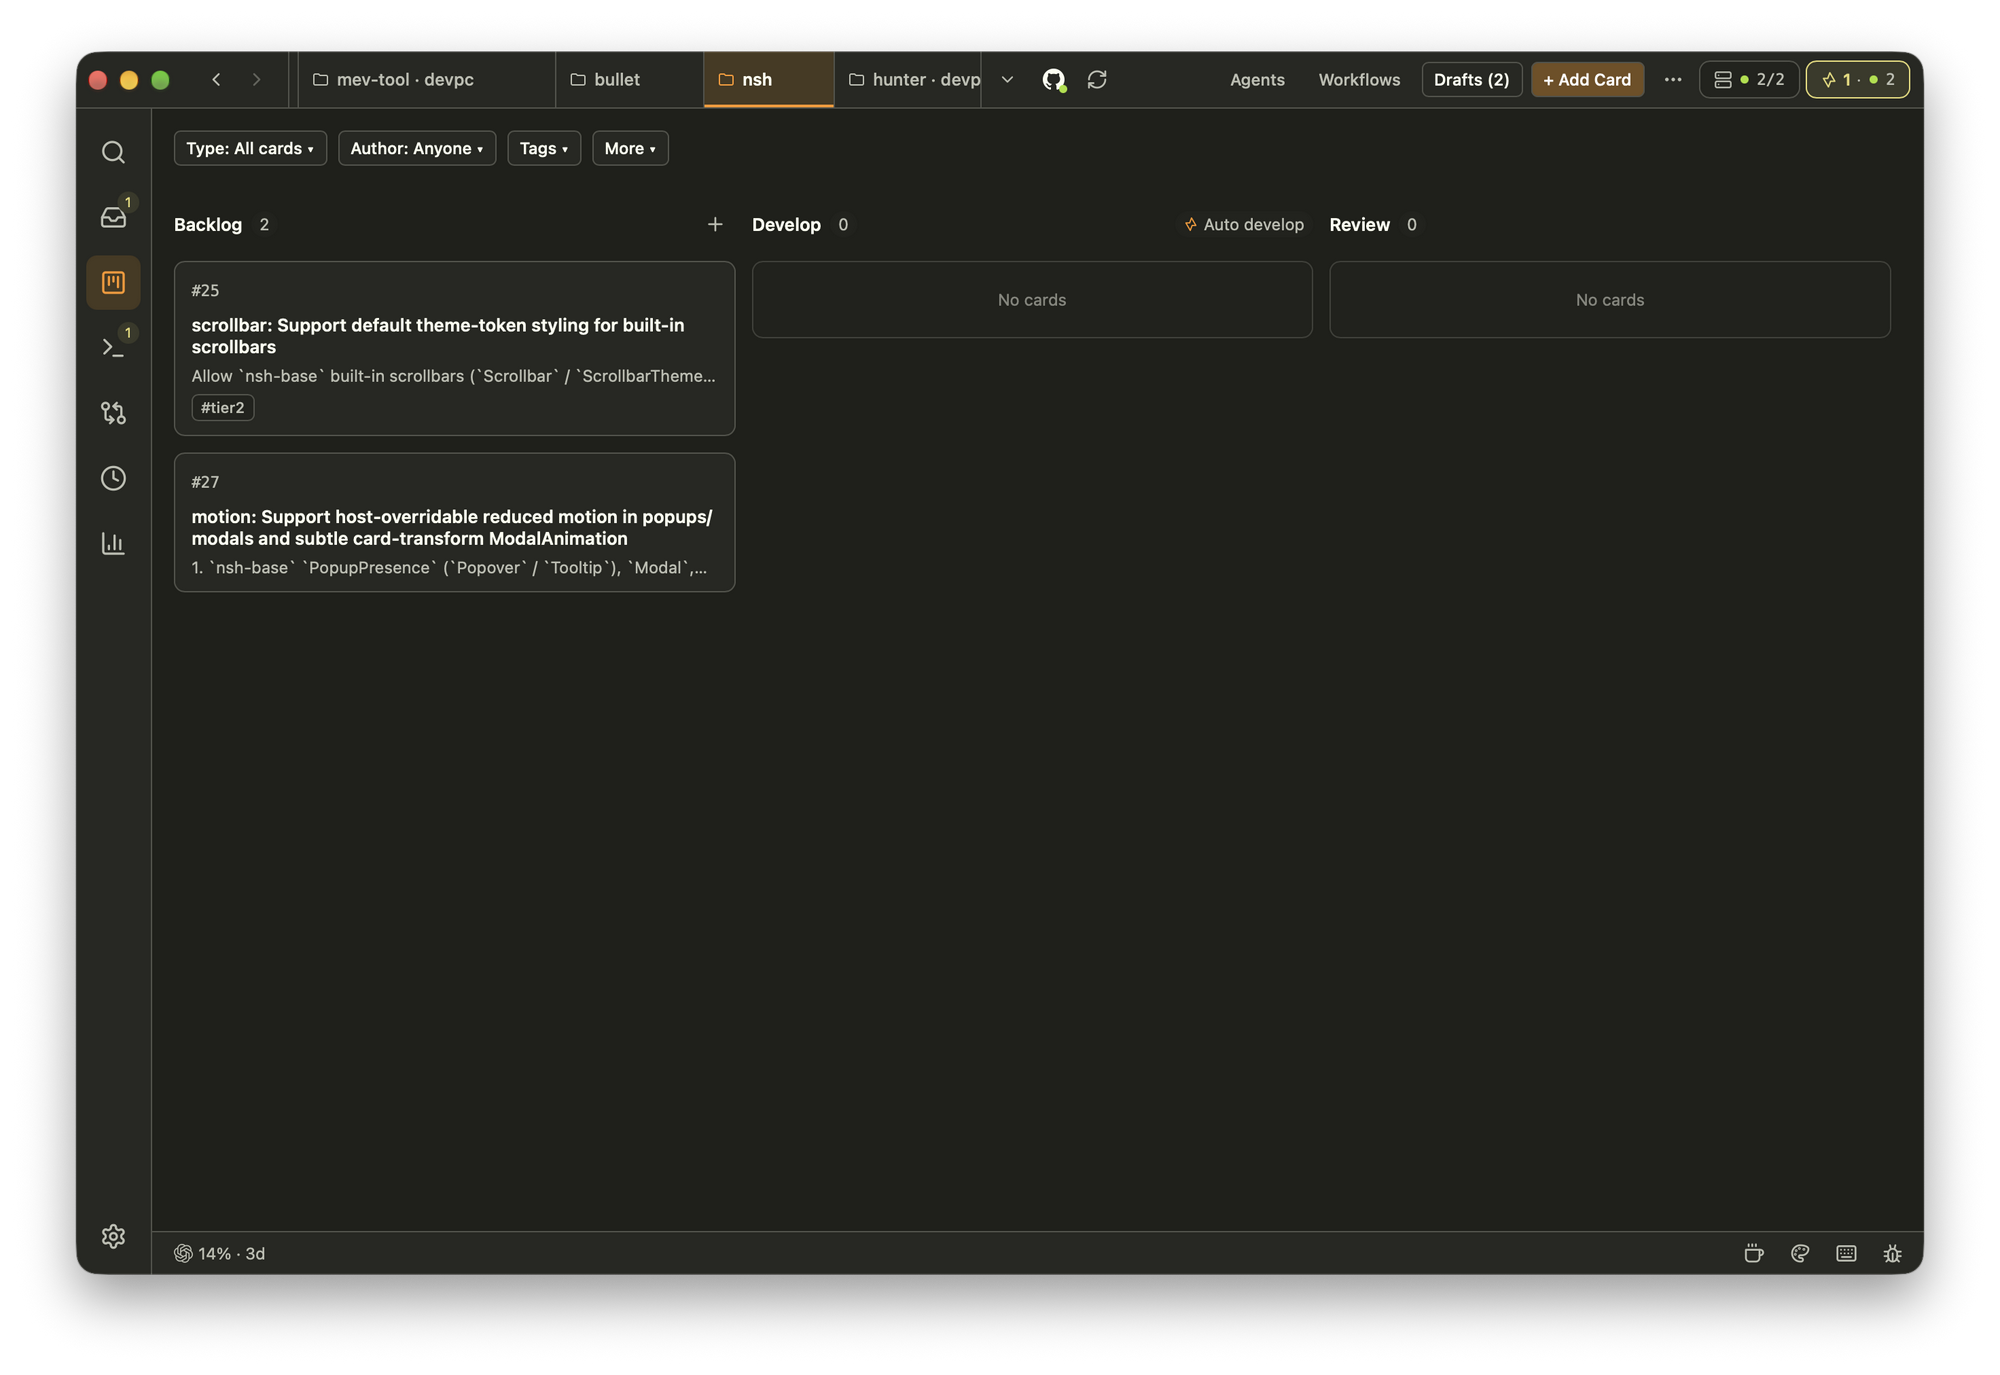 mev-tool · devpc
bullet
nsh
hunter · devp
Agents
Workflows
Drafts (2)
+ Add Card
2/2
1 · 2
Type: All cards
Author: Anyone
Tags
More
1
1
Backlog 2
Develop 0
Auto develop
Review 0
#25
scrollbar: Support default theme-token styling for built-in
scrollbars
Allow `nsh-base` built-in scrollbars (`Scrollbar` / `ScrollbarTheme...
#tier2
No cards
No cards
#27
motion: Support host-overridable reduced motion in popups/
modals and subtle card-transform ModalAnimation
1. `nsh-base` `PopupPresence` (`Popover` / `Tooltip`), `Modal`,...
14% · 3d